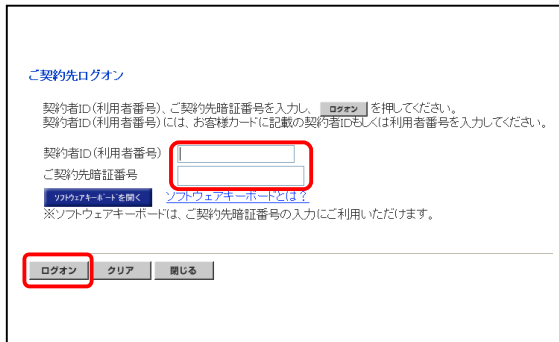 ご契約先ログオン
契約者ID（利用者番号）、ご契約先暗証番号を入力し、 ログオン を押してください。
契約者ID（利用者番号）には、お客様カードに記載の契約者IDもしくは利用者番号を入力してください。
契約者ID（利用者番号）
ご契約先暗証番号
ソフトウェアキーボードを開く ソフトウェアキーボードとは？
※ソフトウェアキーボードは、ご契約先暗証番号の入力にご利用いただけます。
ログオン クリア 閉じる